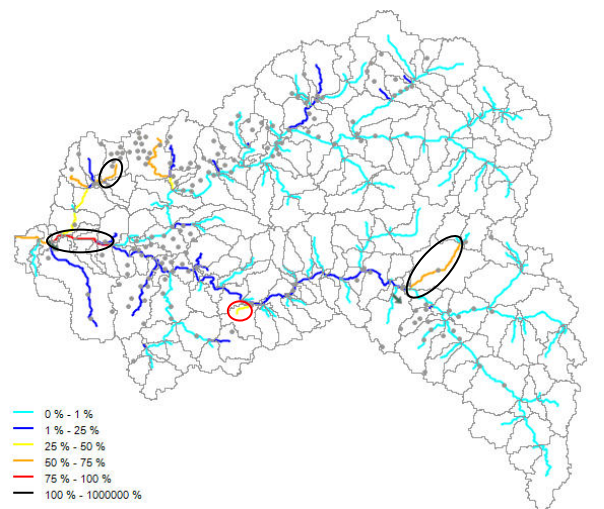 0 % - 1 %
1 % - 25 %
25 % - 50 %
50 % - 75 %
75 % - 100 %
100 % - 1000000 %